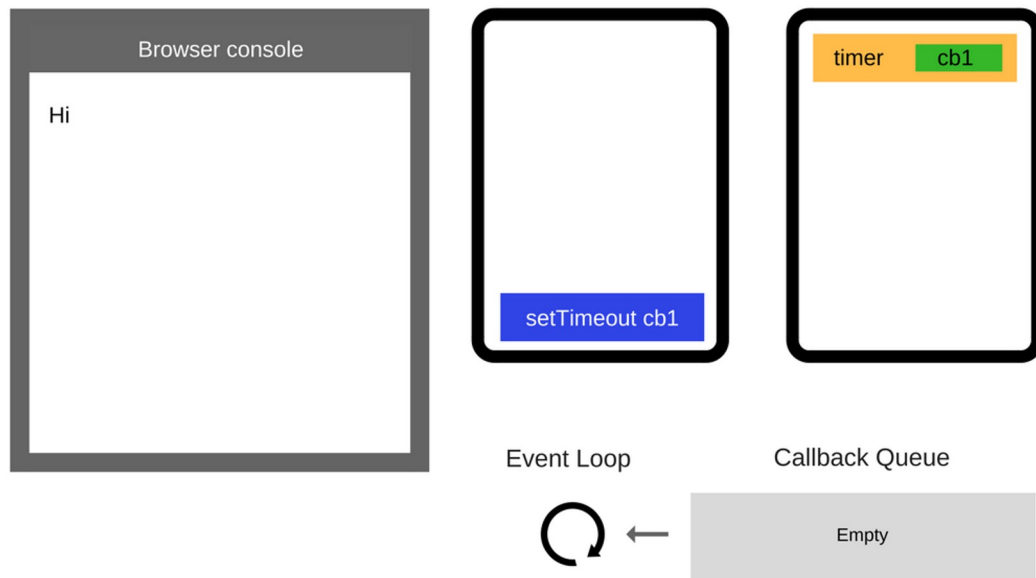 Browser console
Hi
setTimeout cb1
timer cb1
Event Loop
Callback Queue
Empty